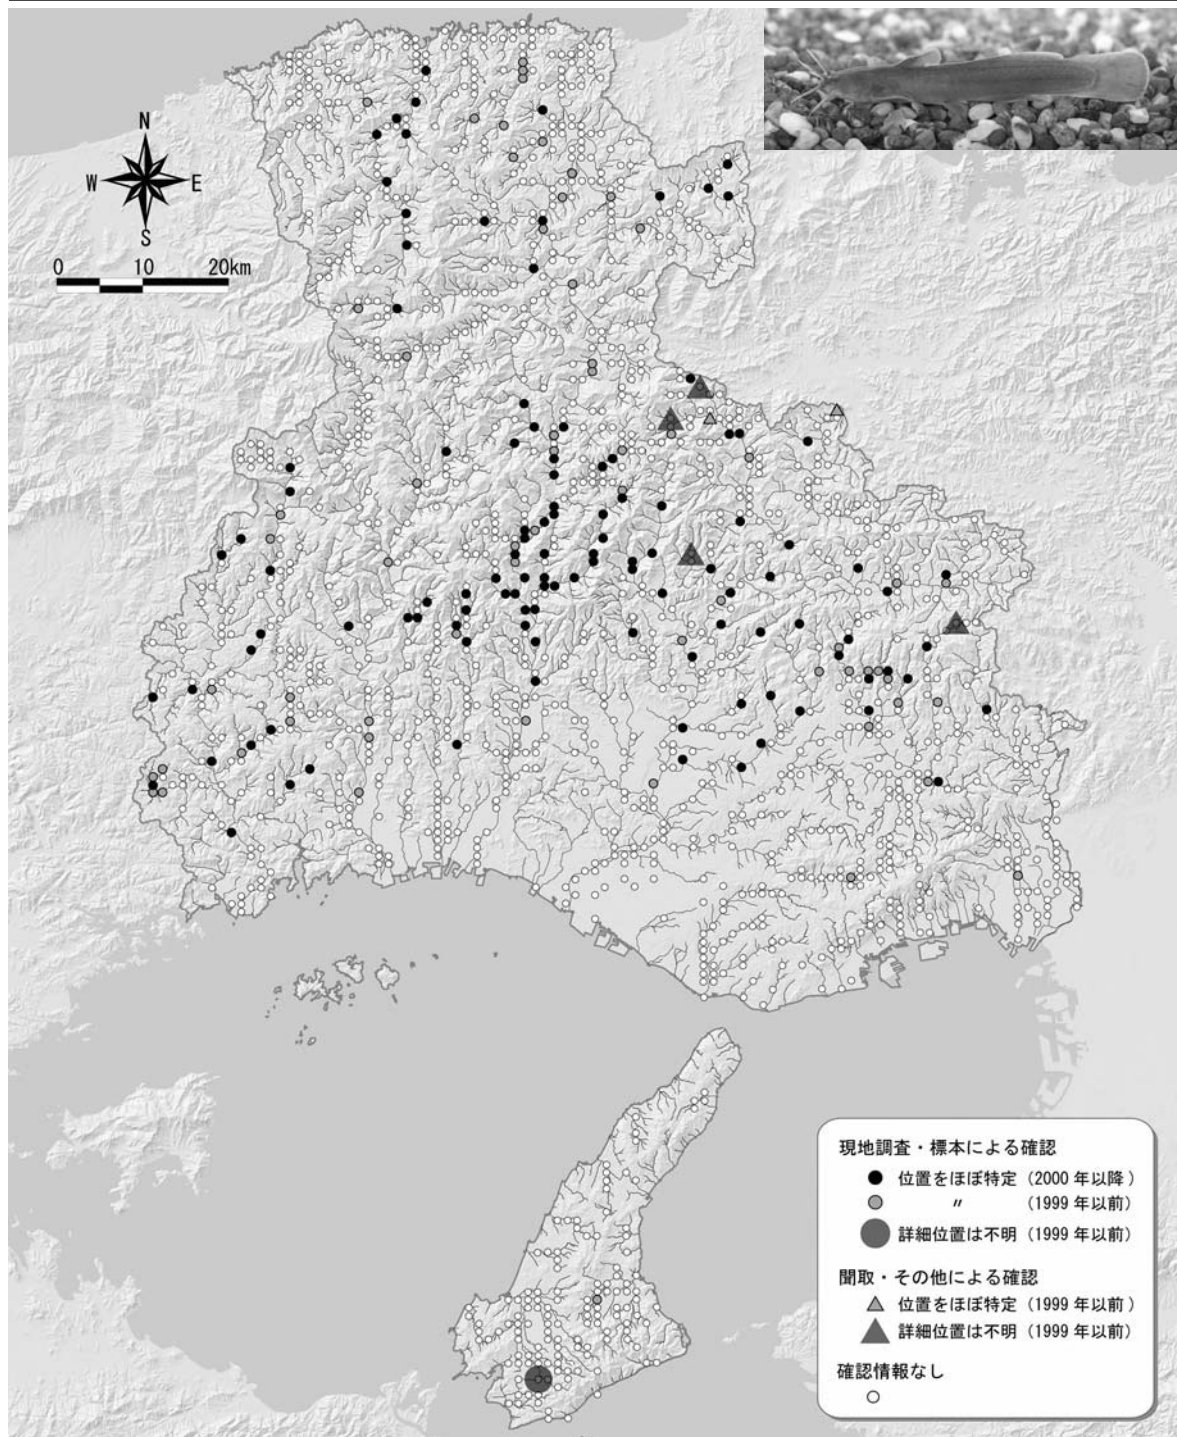 N
W E
S
0 10 20km
現地調査・標本による確認
位置をほぼ特定（2000 年以降）
〃 （1999 年以前）
詳細位置は不明（1999 年以前）
聞取・その他による確認
位置をほぼ特定（1999 年以前）
詳細位置は不明（1999 年以前）
確認情報なし